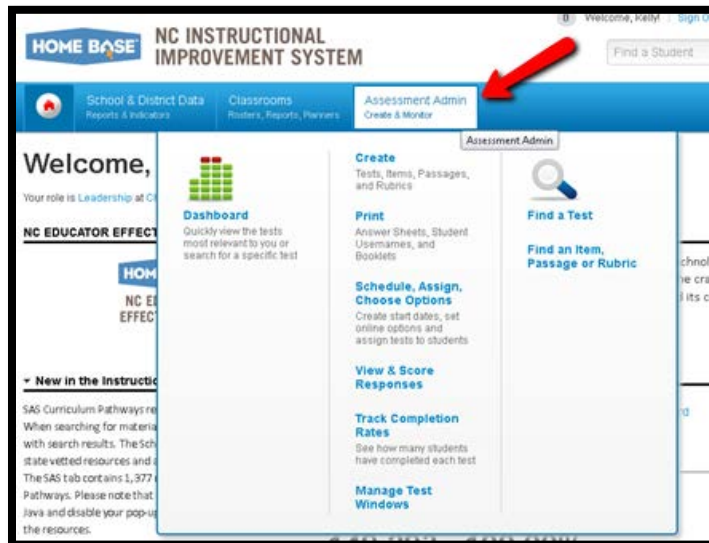 Welcome, Kelly! Sign O
HOME BASE
NC INSTRUCTIONAL
IMPROVEMENT SYSTEM
Find a Student
School & District Data
Reports & Indicators
Classrooms
Rosters, Reports, Planners
Assessment Admin
Create & Monitor
Assessment Admin
Welcome,
Your role is Leadership at C
NC EDUCATOR EFFECT
HOM
NC E
EFFEC
New in the Instructio
SAS Curriculum Pathways re
When searching for materia
with search results. The Sch
state vetted resources and a
The SAS tab contains 1,377
Pathways. Please note that
Java and disable your pop-up
the resources.
Dashboard
Quickly view the tests
most relevant to you or
search for a specific test
Create
Tests, Items, Passages,
and Rubrics
Print
Answer Sheets, Student
Usernames, and
Booklets
Schedule, Assign,
Choose Options
Create start dates, set
online options and
assign tests to students
View & Score
Responses
Track Completion
Rates
See how many students
have completed each test
Manage Test
Windows
Find a Test
Find an Item,
Passage or Rubric
chnol
e cra
l its c